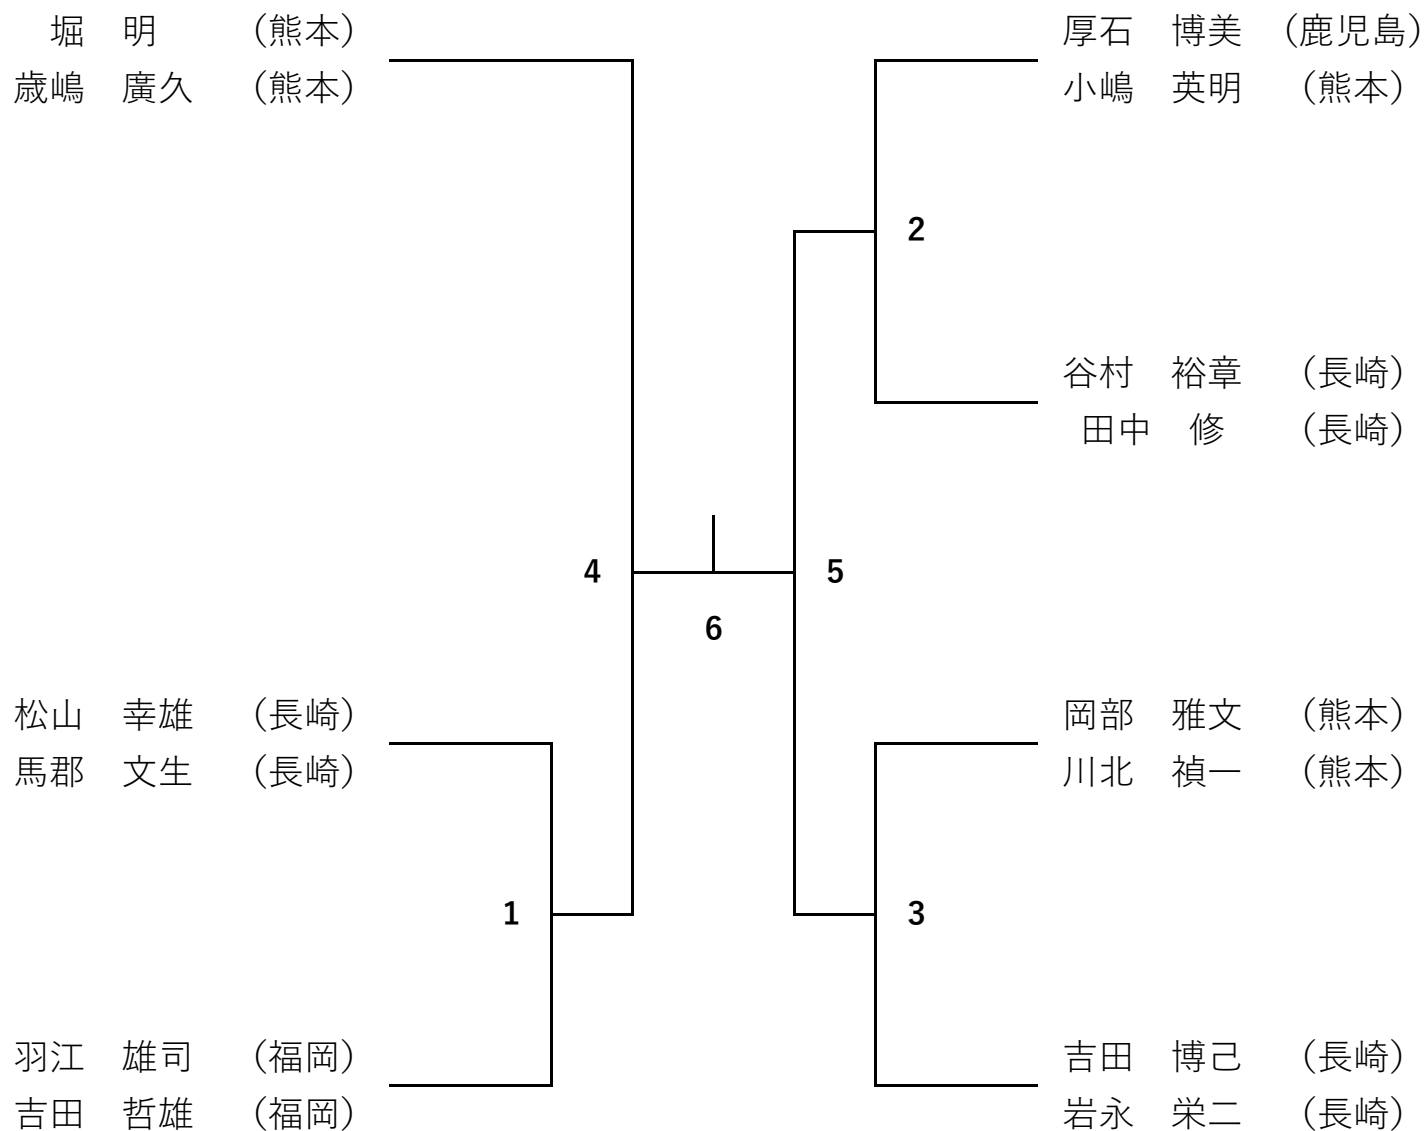 堀　明　（熊本）
歳嶋　廣久　（熊本）
松山　幸雄　（長崎）
馬郡　文生　（長崎）
羽江　雄司　（福岡）
吉田　哲雄　（福岡）
1
4
6
5
2
3
厚石　博美　（鹿児島）
小嶋　英明　（熊本）
谷村　裕章　（長崎）
田中　修　（長崎）
岡部　雅文　（熊本）
川北　禎一　（熊本）
吉田　博己　（長崎）
岩永　栄二　（長崎）